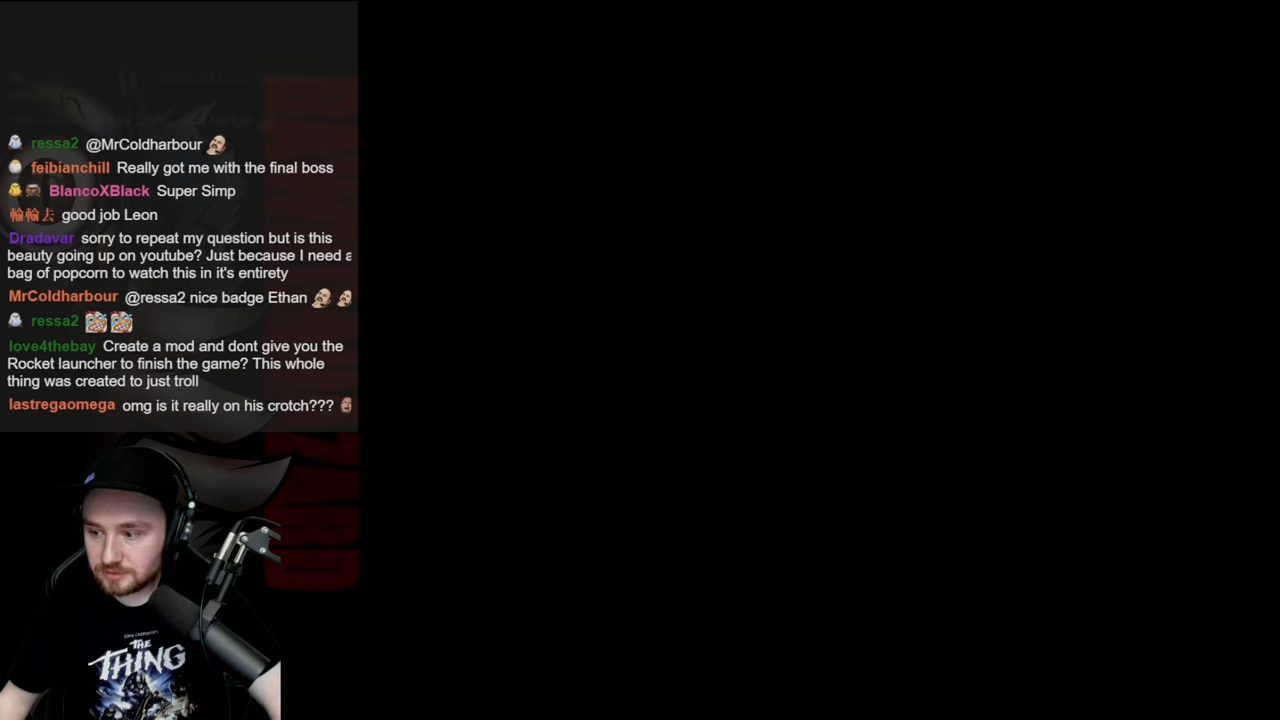 ressa2 @MrColdharbour
feibianchill Really got me with the final boss
BlancoXBlack Super Simp
輪輪去 good job Leon
Dradavar sorry to repeat my question but is this
beauty going up on youtube? Just because I need a
bag of popcorn to watch this in it's entirety
MrColdharbour @ressa2 nice badge Ethan
ressa2
love4thebay Create a mod and dont give you the
Rocket launcher to finish the game? This whole
thing was created to just troll
lastregaomega omg is it really on his crotch???
JOHN CARPENTER'S
THE
THING